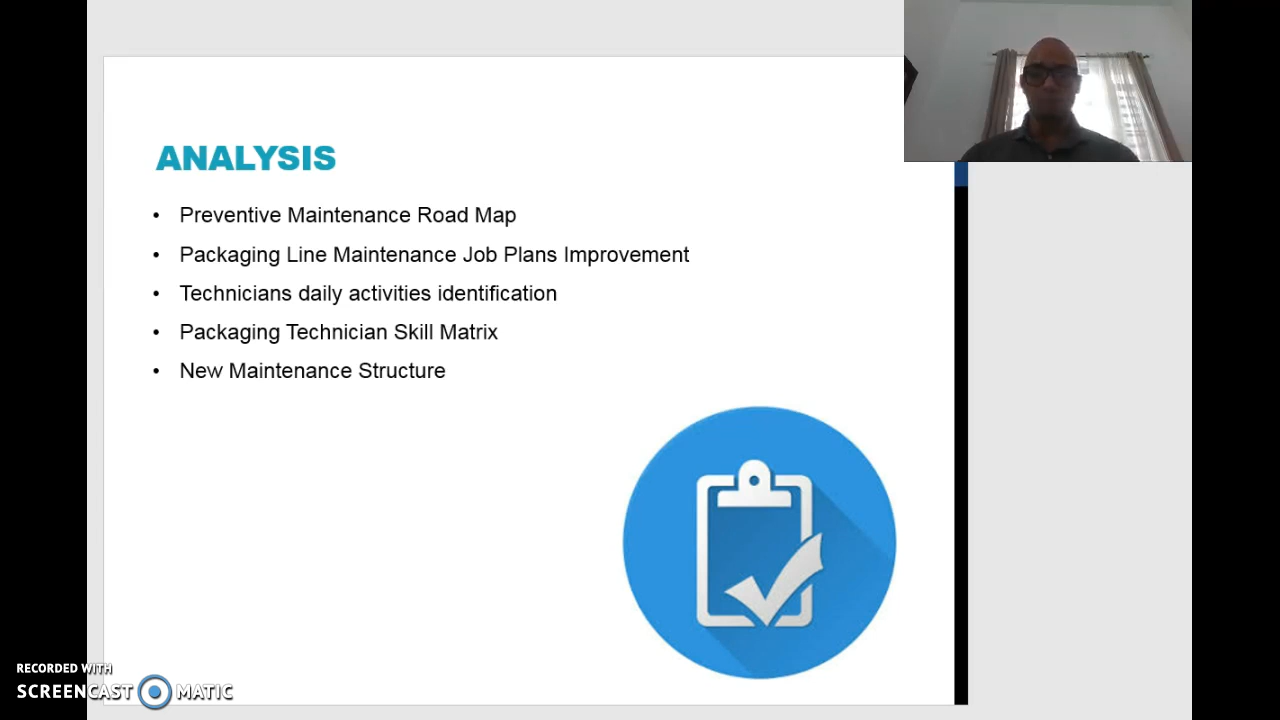 ANALYSIS
• Preventive Maintenance Road Map
• Packaging Line Maintenance Job Plans Improvement
• Technicians daily activities identification
• Packaging Technician Skill Matrix
• New Maintenance Structure
RECORDED WITH
SCREENCAST MATIC